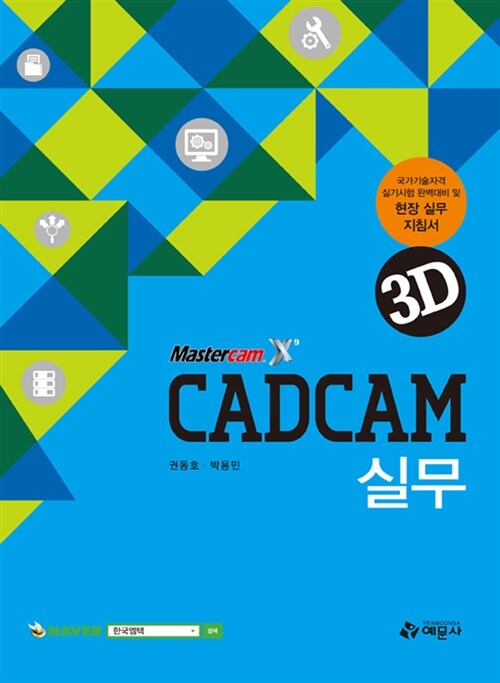 국가기술자격
실기시험 완벽대비 및
현장 실무
지침서
3D
Mastercam X9
CADCAM
권동호 · 박용민
실무
NAVER 한국엠텍 검색
YEAMOONSA
예문사